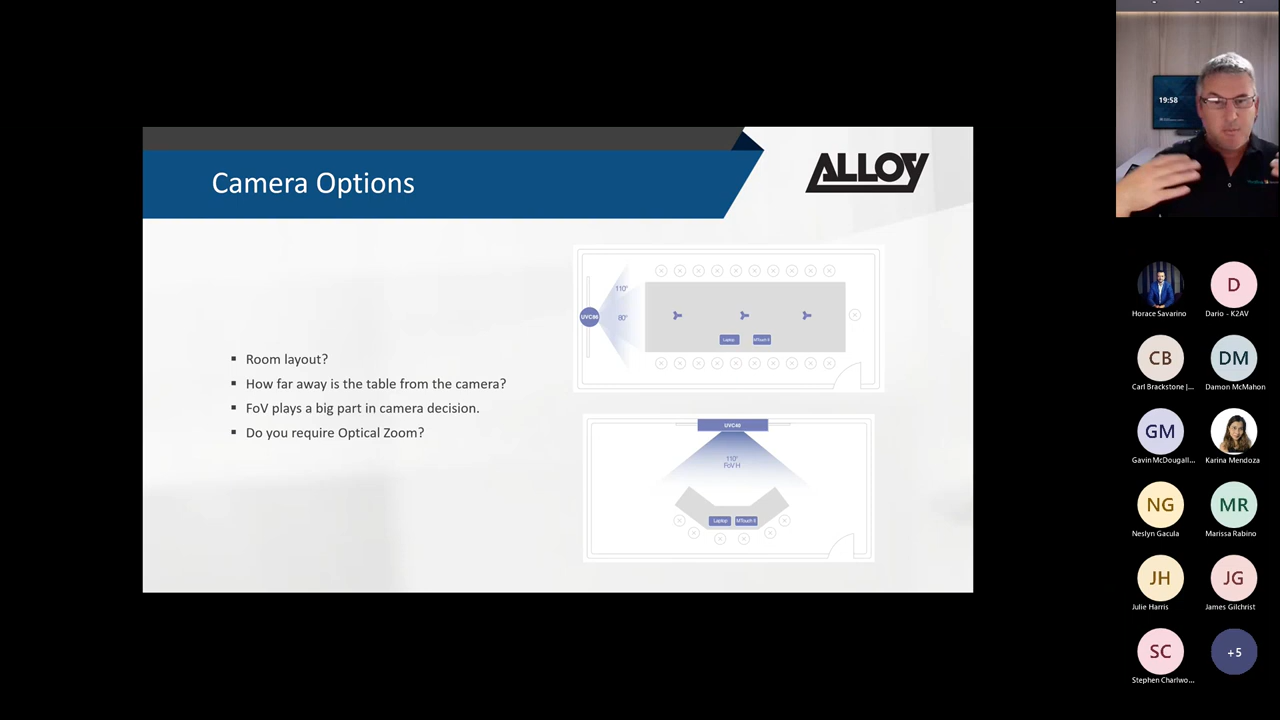 Camera Options
ALLOY
Room layout?
How far away is the table from the camera?
FoV plays a big part in camera decision.
Do you require Optical Zoom?
110°
80°
Laptop
MTouch II
UVC40
110°
FoV H
Laptop
MTouch II
19:58
Horace Savarino
D
Dario - K2AV
CB
Carl Brackstone |...
DM
Damon McMahon
GM
Gavin McDougall...
Karina Mendoza
NG
Neslyn Gacula
MR
Marissa Rabino
JH
Julie Harris
JG
James Gilchrist
SC
Stephen Charlwo...
+5